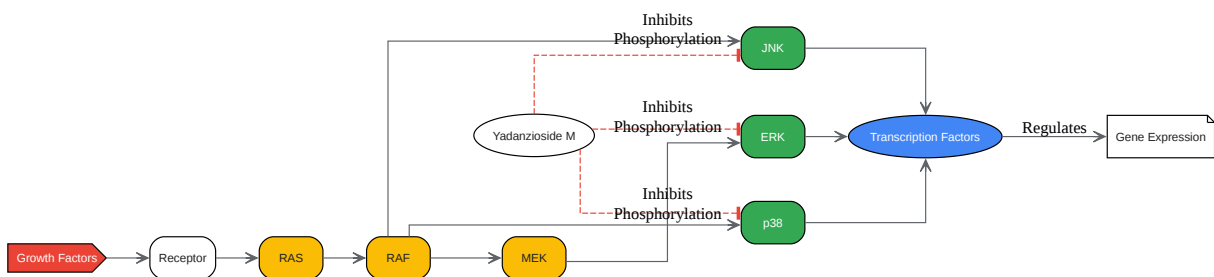 Inhibits
Phosphorylation
JNK
Inhibits
Phosphorylation
Yadanzioside M
ERK
Transcription Factors
Regulates
Gene Expression
Inhibits
Phosphorylation
p38
Growth Factors
Receptor
RAS
RAF
MEK